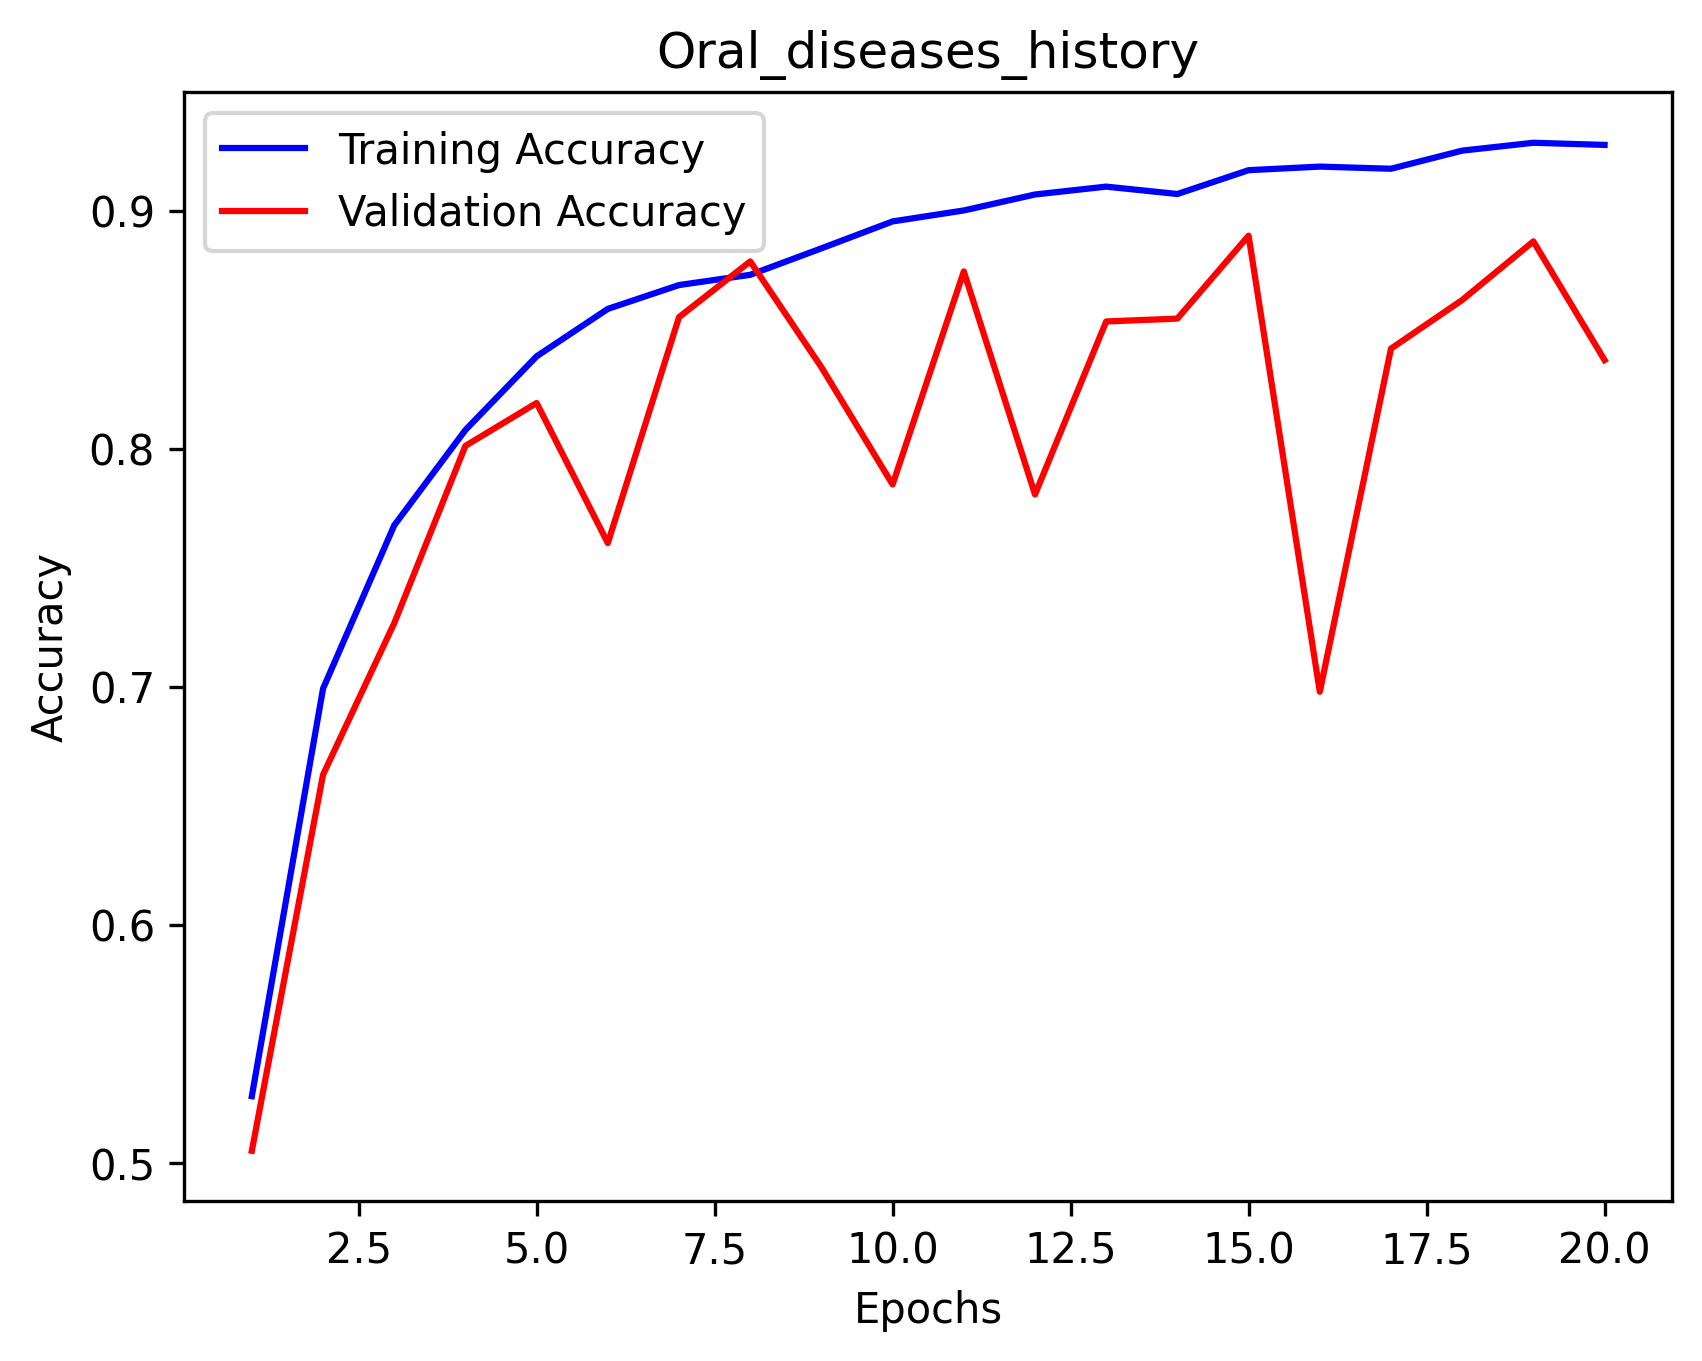 Oral_diseases_history
Training Accuracy
Validation Accuracy
0.9
0.8
0.7
0.6
0.5
Accuracy
2.5 5.0 7.5 10.0 12.5 15.0 17.5 20.0
Epochs